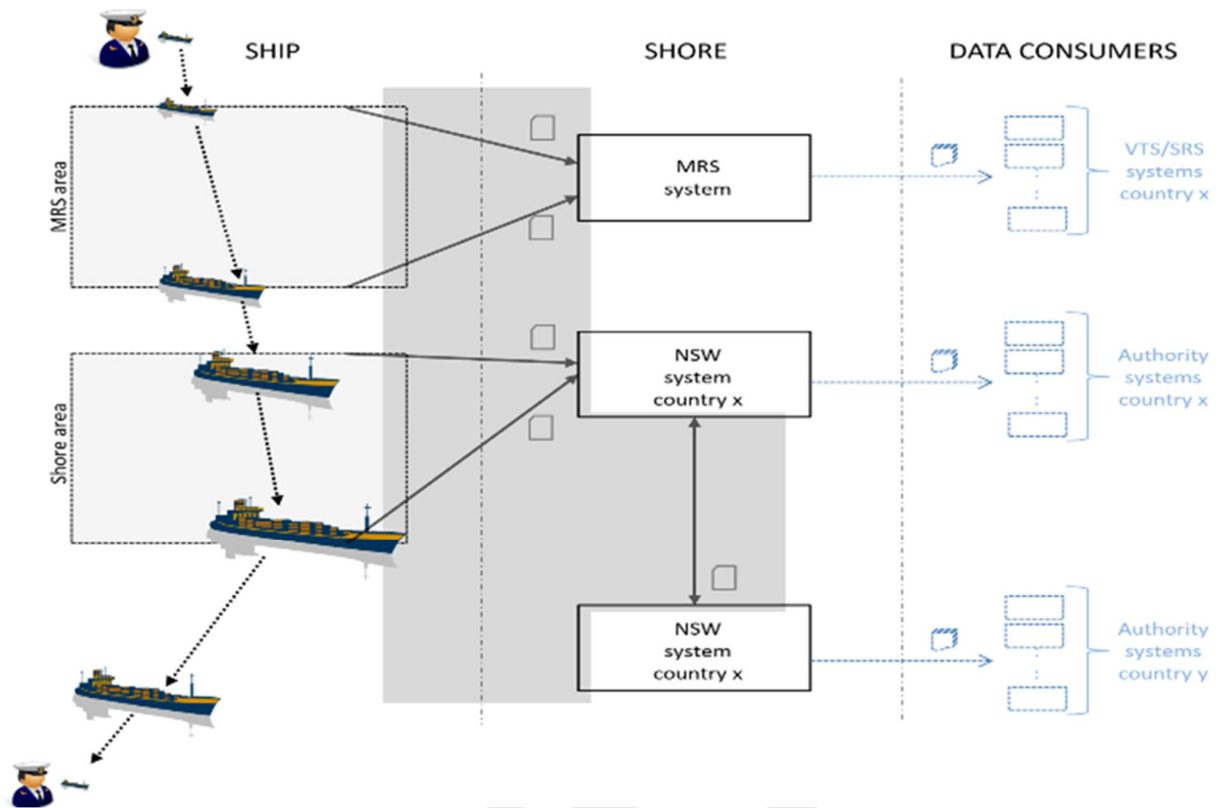 SHIP
SHORE
DATA CONSUMERS
MRS area
MRS
system
VTS/SRS
systems
country x
Shore area
NSW
system
country x
Authority
systems
country x
NSW
system
country x
Authority
systems
country y